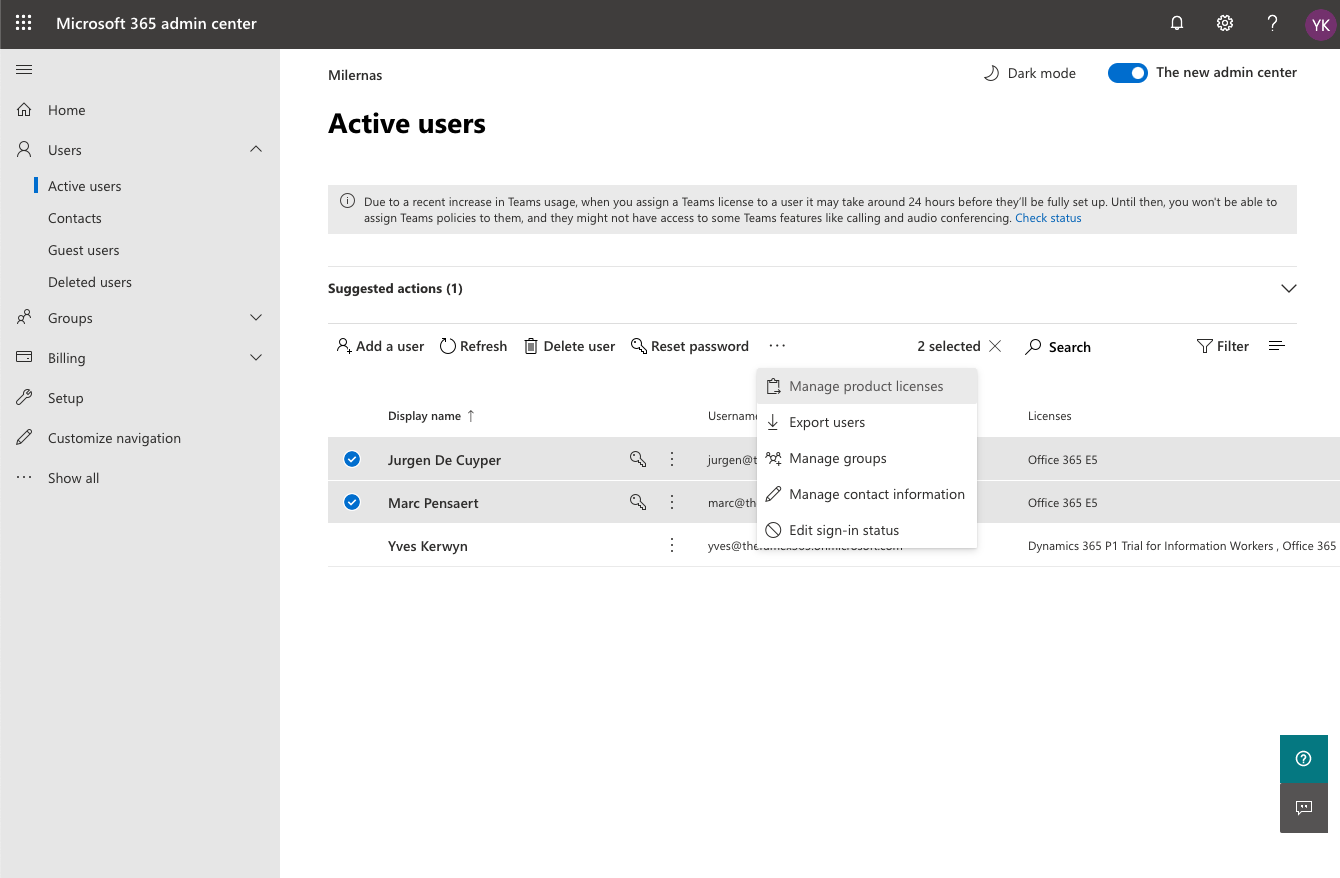 Microsoft 365 admin center
YK
Milernas
Dark mode
The new admin center
Home
Users
Active users
Contacts
Guest users
Deleted users
Groups
Billing
Setup
Customize navigation
Show all
Active users
Due to a recent increase in Teams usage, when you assign a Teams license to a user it may take around 24 hours before they'll be fully set up. Until then, you won't be able to
assign Teams policies to them, and they might not have access to some Teams features like calling and audio conferencing. Check status
Suggested actions (1)
Add a user Refresh Delete user Reset password ··· 2 selected Search Filter
Manage product licenses
Export users
Manage groups
Manage contact information
Edit sign-in status
Display name ↑ Username Licenses
Jurgen De Cuyper jurgen@t Office 365 E5
Marc Pensaert marc@th Office 365 E5
Yves Kerwyn Dynamics 365 P1 Trial for Information Workers , Office 365